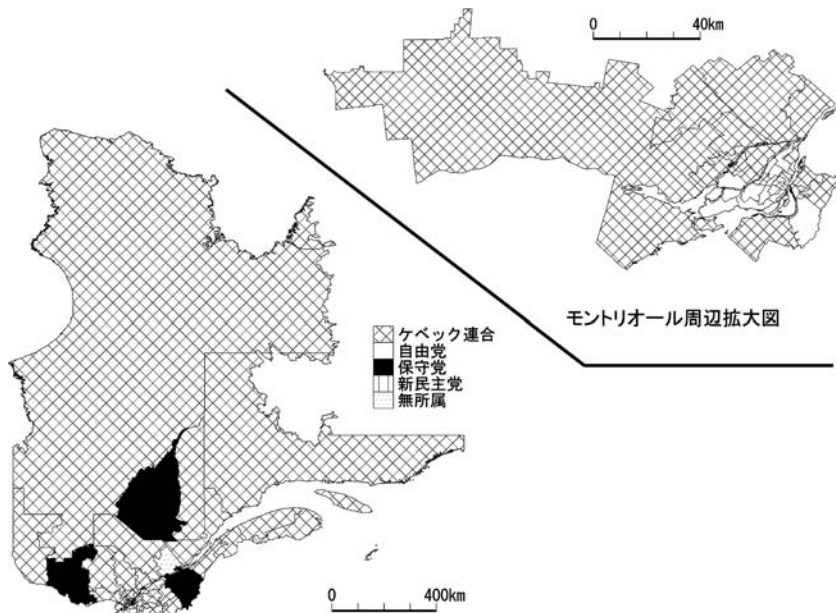 0 40km
モントリオール周辺拡大図
ケベック連合
自由党
保守党
新民主党
無所属
0 400km